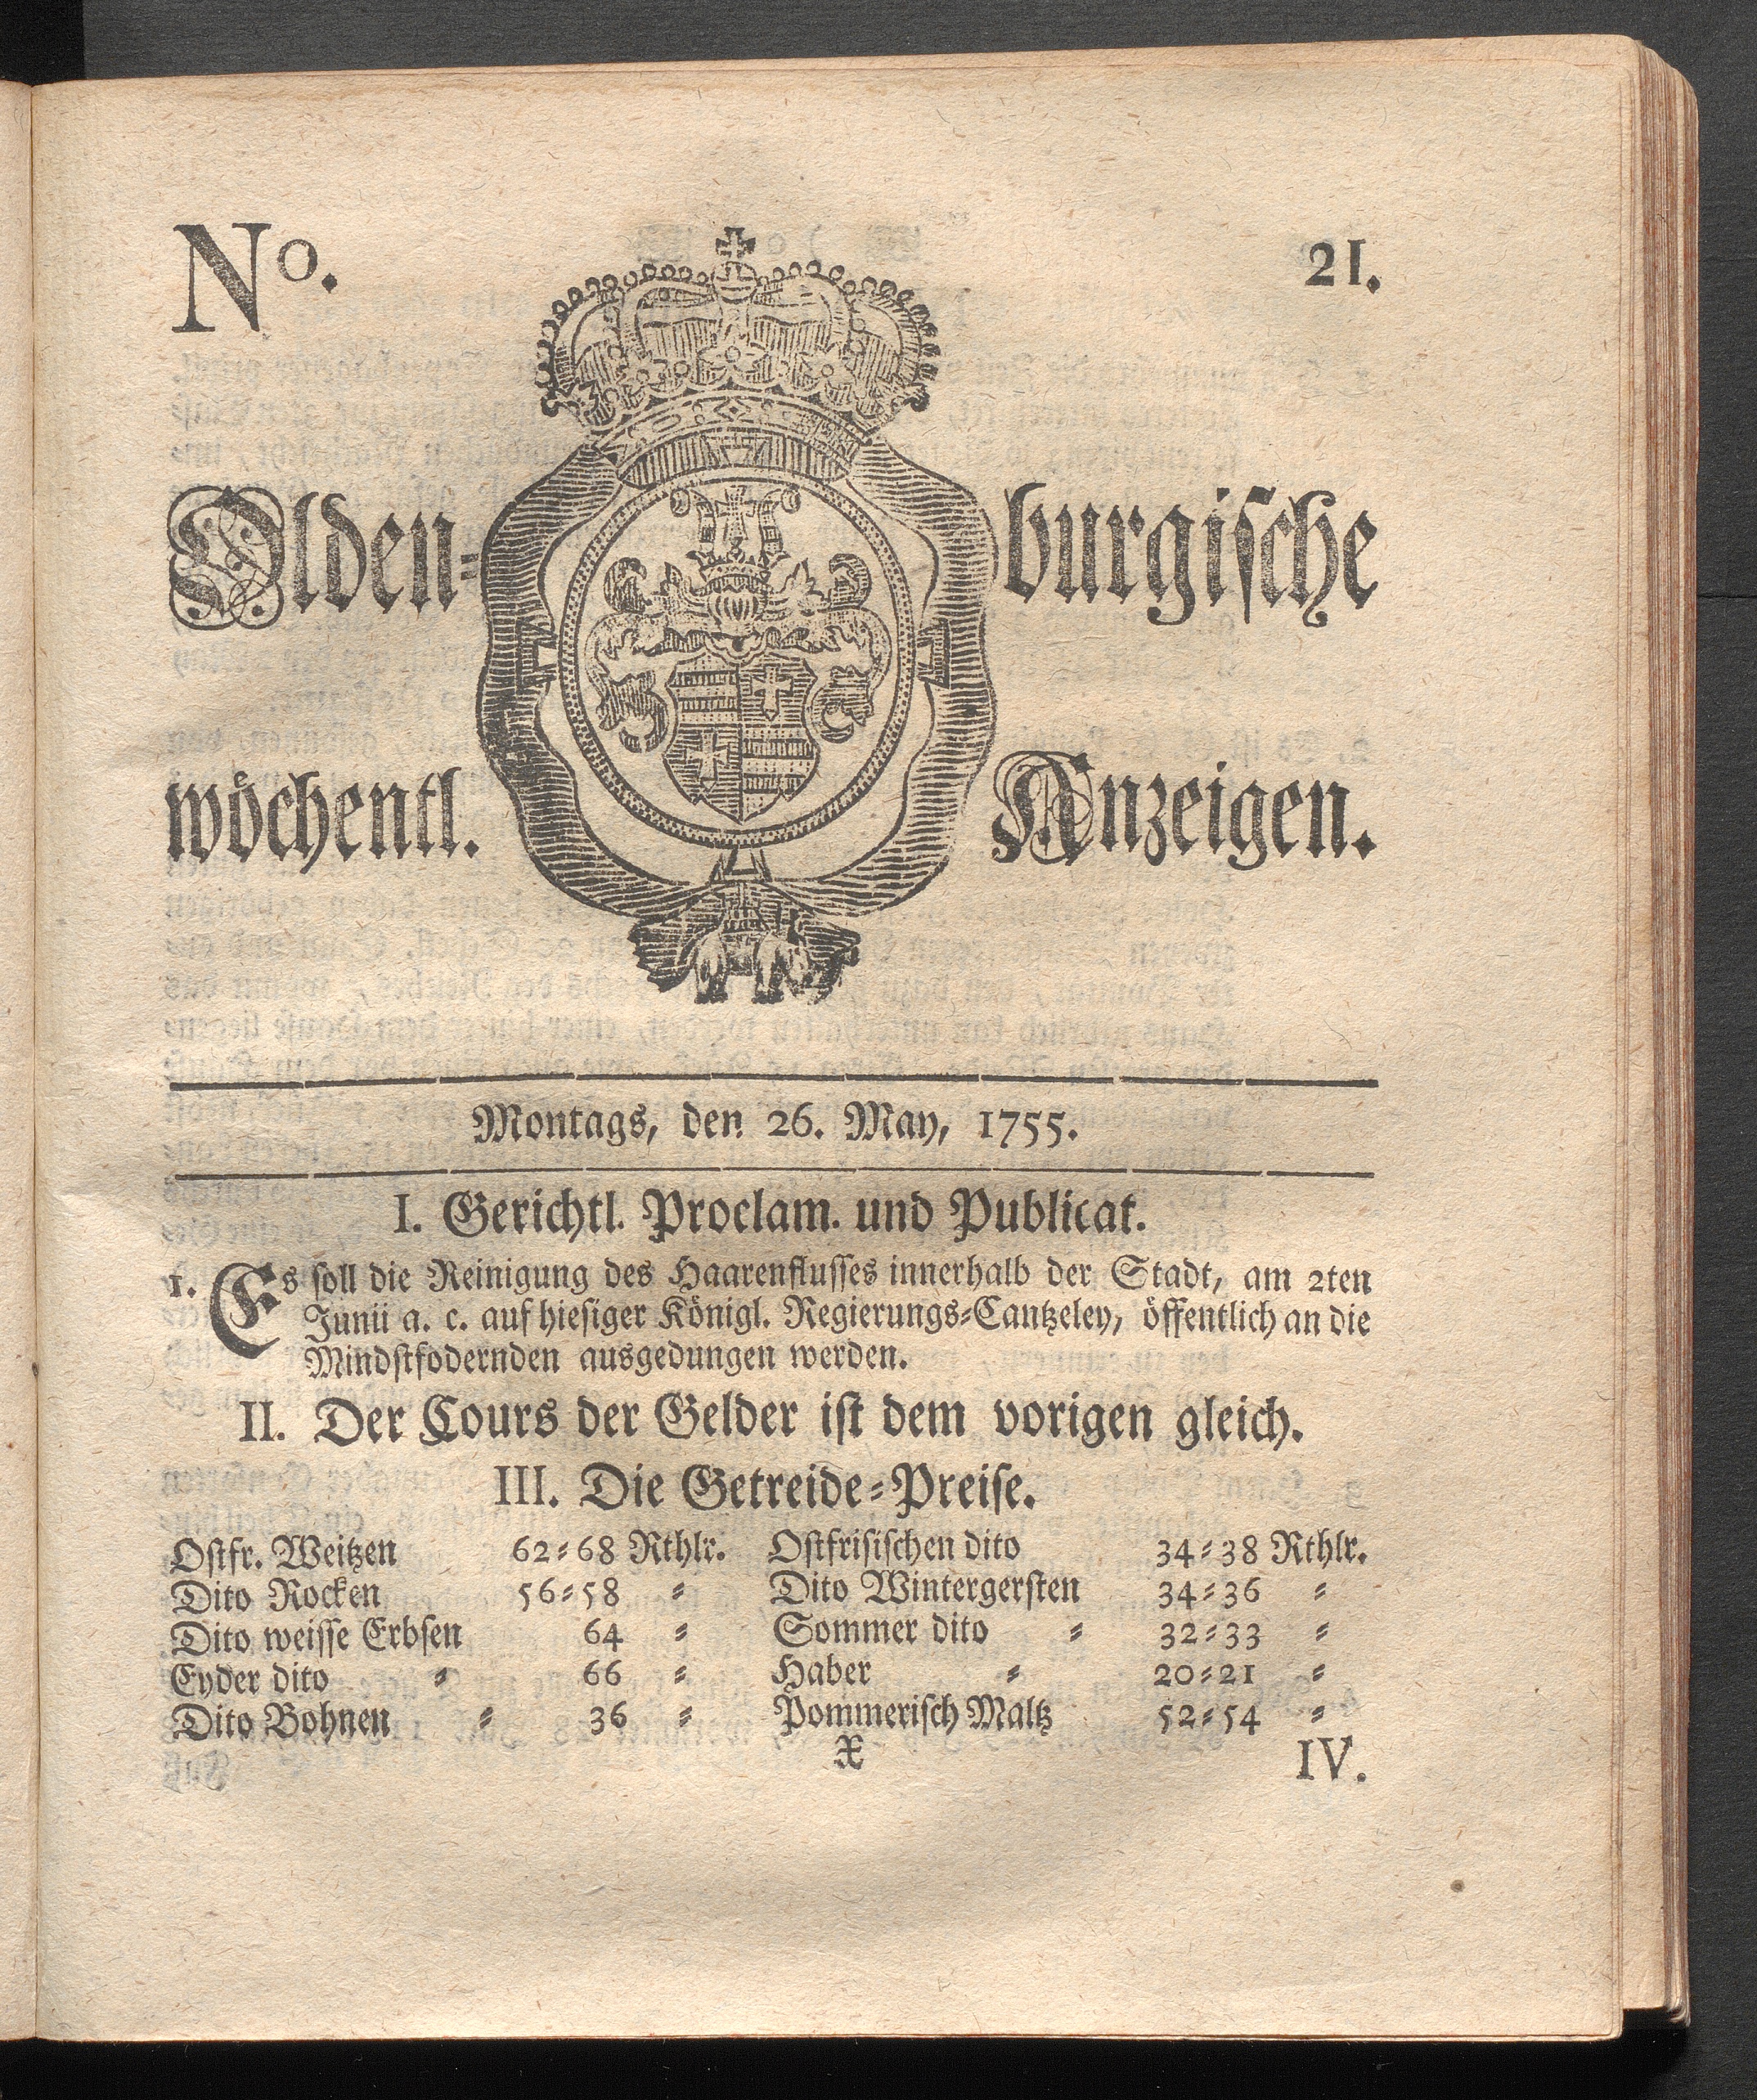 No. 21.
Olden⸗burgiſche
wöchentl. Anzeigen.
Montags, den 26. May, 1755.
I. Gerichtl. Proclam. und Publicat.
1. Es ſoll die Reinigung des Haarenfluſſes innerhalb der Stadt, am 2ten
Junii a. c. auf hieſiger Königl. Regierungs⸗Cantzeley, öffentlich an die
Mindſtfodernden ausgedungen werden.
II. Der Cours der Gelder iſt dem vorigen gleich.
III. Die Getreide⸗Preiſe.
Oſtfr. Weitzen 62⸗68 Rthlr. Oſtfriſiſchen dito 34⸗38 Rthlr.
Dito Rocken 56⸗58 ⸗ Dito Wintergerſten 34⸗36 ⸗
Dito weiſſe Erbſen 64 ⸗ Sommer dito ⸗ 32⸗33 ⸗
Eyder dito ⸗ 66 ⸗ Haber ⸗ 20⸗21 ⸗
Dito Bohnen ⸗ 36 ⸗ Pommeriſch Maltz 52⸗54 ⸗
X IV.